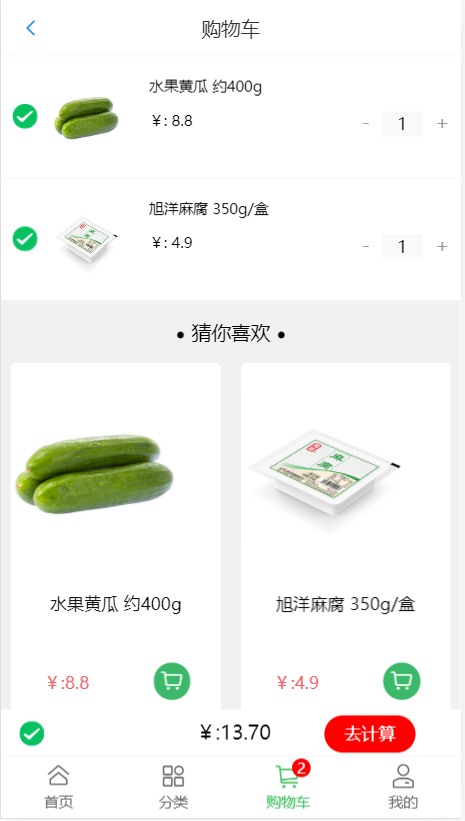 购物车
水果黄瓜 约400g
¥: 8.8
- 1 +
旭洋麻腐 350g/盒
¥: 4.9
- 1 +
• 猜你喜欢 •
水果黄瓜 约400g
旭洋麻腐 350g/盒
¥:8.8
¥:4.9
¥:13.70
去计算
2
首页
分类
购物车
我的